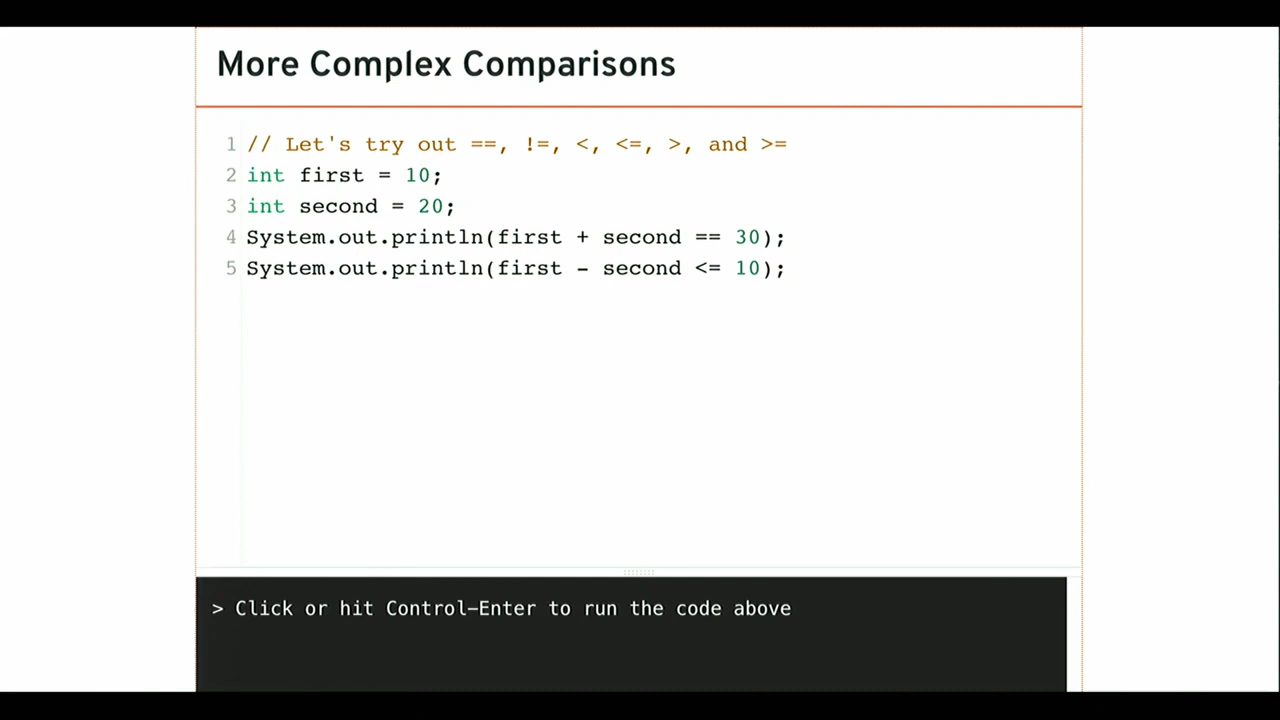 More Complex Comparisons
1 // Let's try out ==, !=, <, <=, >, and >=
2 int first = 10;
3 int second = 20;
4 System.out.println(first + second == 30);
5 System.out.println(first - second <= 10);
> Click or hit Control-Enter to run the code above